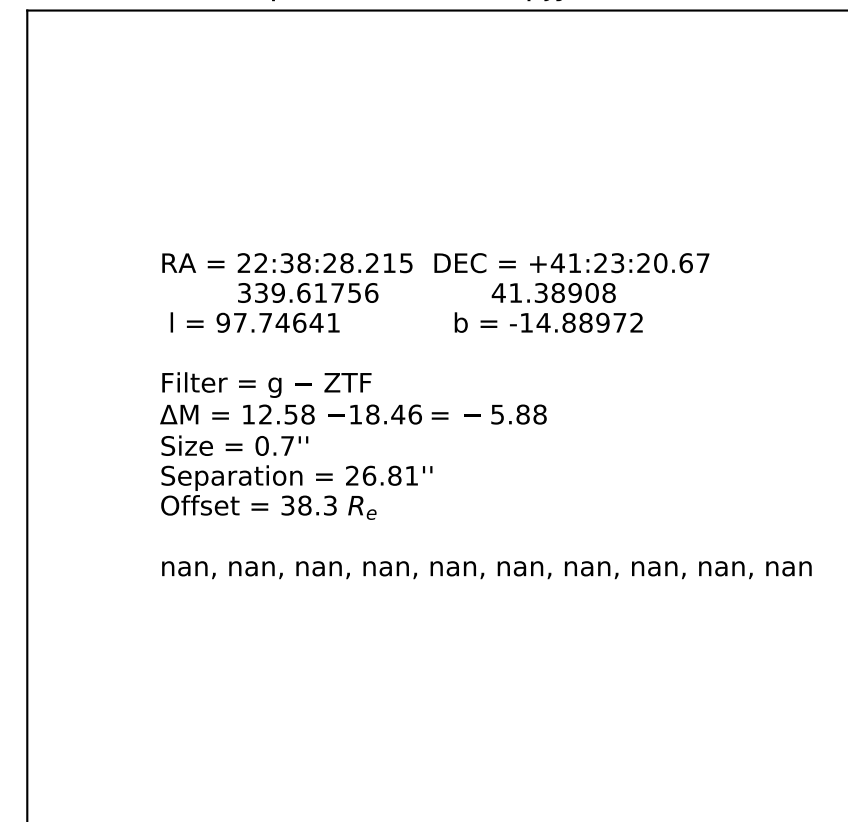 RA = 22:38:28.215 DEC = +41:23:20.67
339.61756 41.38908
l = 97.74641 b = -14.88972
Filter = g − ZTF
ΔM = 12.58 −18.46 = − 5.88
Size = 0.7''
Separation = 26.81''
Offset = 38.3 Re
nan, nan, nan, nan, nan, nan, nan, nan, nan, nan